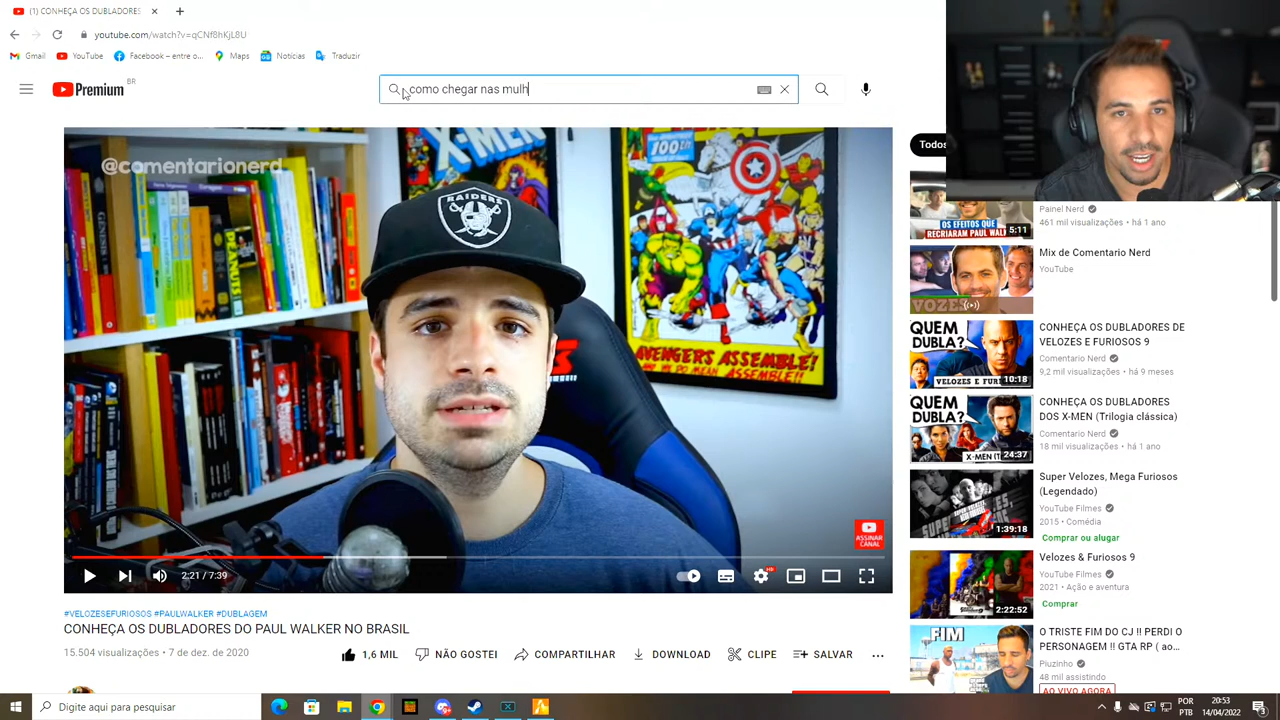 (1) CONHEÇA OS DUBLADORES
youtube.com/watch?v=qCNf8hKjL8U
Gmail YouTube Facebook – entre o... Maps Notícias Traduzir
Premium BR
como chegar nas mulh
@comentarionerd
X-MEN
100th
RAIDERS
AVENGERS ASSEMBLE!
ASSINAR
CANAL
2:21 / 7:39
HD
#VELOZESEFURIOSOS #PAULWALKER #DUBLAGEM
CONHEÇA OS DUBLADORES DO PAUL WALKER NO BRASIL
15.504 visualizações • 7 de dez. de 2020
1,6 MIL NÃO GOSTEI COMPARTILHAR DOWNLOAD CLIPE SALVAR ...
Todos
OS EFEITOS QUE
RECRIARAM PAUL WALK
5:11
Painel Nerd
461 mil visualizações • há 1 ano
VOZES
Mix de Comentario Nerd
YouTube
QUEM
DUBLA?
VELOZES E FURI
10:18
CONHEÇA OS DUBLADORES DE
VELOZES E FURIOSOS 9
Comentario Nerd
9,2 mil visualizações • há 9 meses
QUEM
DUBLA?
X-MEN
24:37
CONHEÇA OS DUBLADORES
DOS X-MEN (Trilogia clássica)
Comentario Nerd
18 mil visualizações • há 1 ano
1:39:18
Super Velozes, Mega Furiosos
(Legendado)
YouTube Filmes
2015 • Comédia
Comprar ou alugar
2:22:52
Velozes & Furiosos 9
YouTube Filmes
2021 • Ação e aventura
Comprar
FIM
O TRISTE FIM DO CJ !! PERDI O
PERSONAGEM !! GTA RP ( ao...
Piuzinho
48 mil assistindo
AO VIVO AGORA
Digite aqui para pesquisar
POR
PTB
20:53
14/04/2022
3